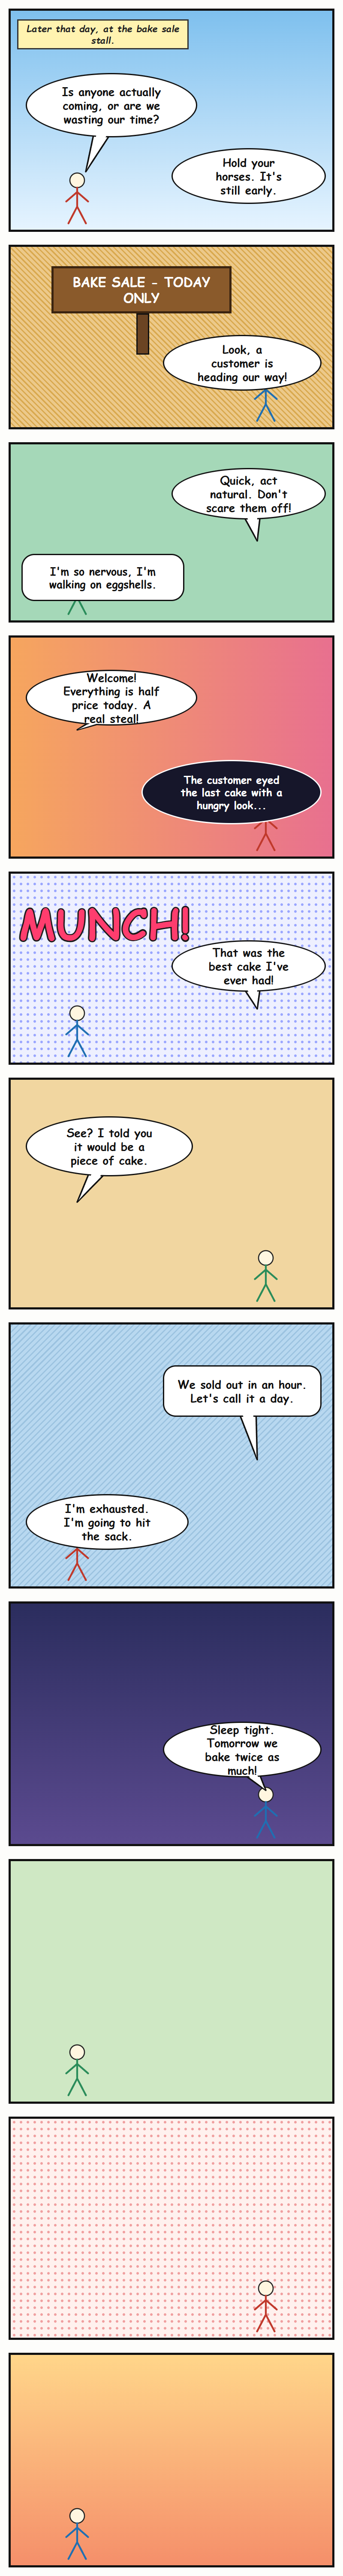 Later that day, at the bake sale
stall.
Is anyone actually
coming, or are we
wasting our time?
Hold your
horses. It's
still early.
BAKE SALE - TODAY
ONLY
Look, a
customer is
heading our way!
Quick, act
natural. Don't
scare them off!
I'm so nervous, I'm
walking on eggshells.
Welcome!
Everything is half
price today. A
real steal!
The customer eyed
the last cake with a
hungry look...
MUNCH!
That was the
best cake I've
ever had!
See? I told you
it would be a
piece of cake.
We sold out in an hour.
Let's call it a day.
I'm exhausted.
I'm going to hit
the sack.
Sleep tight.
Tomorrow we
bake twice as
much!